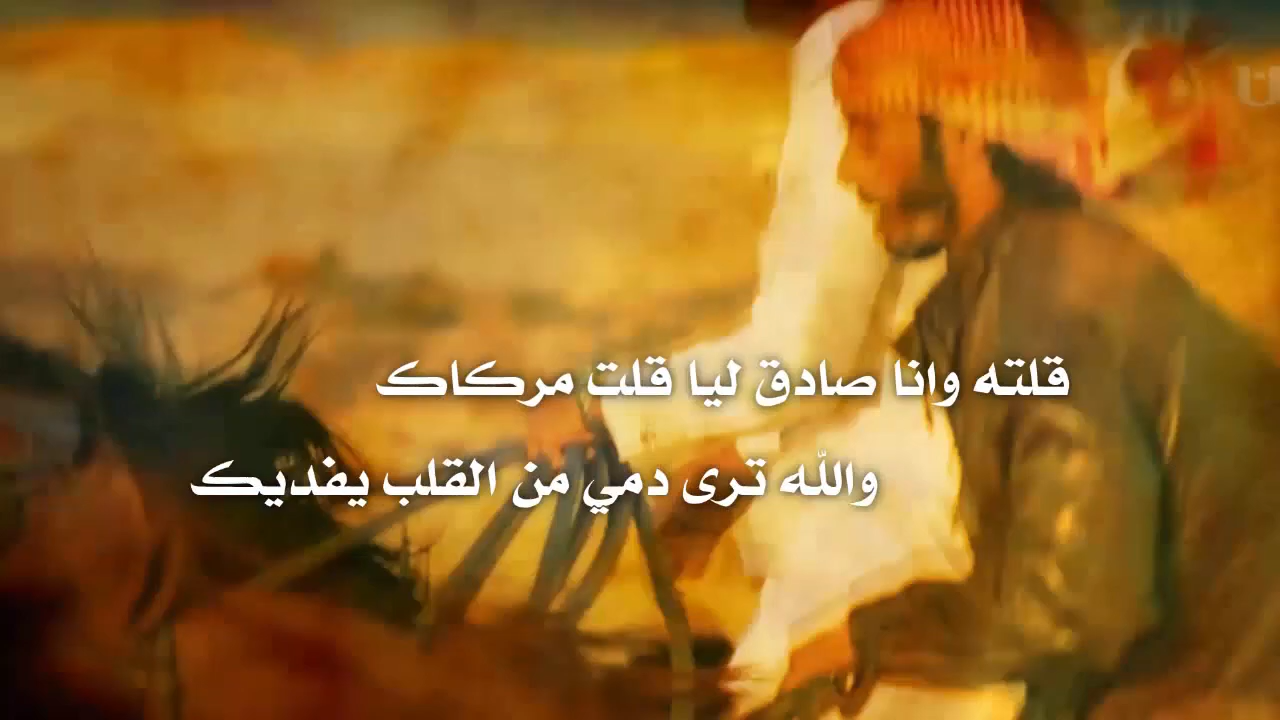 قلته وانا صادق ليا قلت مركاك
والله ترى دمي من القلب يفديك